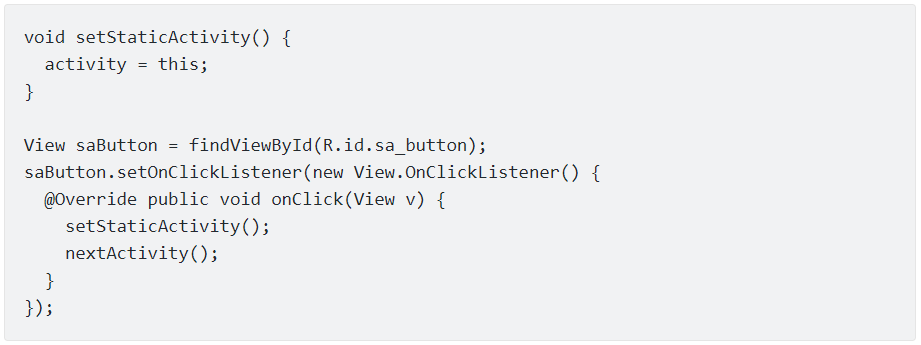 void setStaticActivity() {
  activity = this;
}

View saButton = findViewById(R.id.sa_button);
saButton.setOnClickListener(new View.OnClickListener() {
  @Override public void onClick(View v) {
    setStaticActivity();
    nextActivity();
  }
});